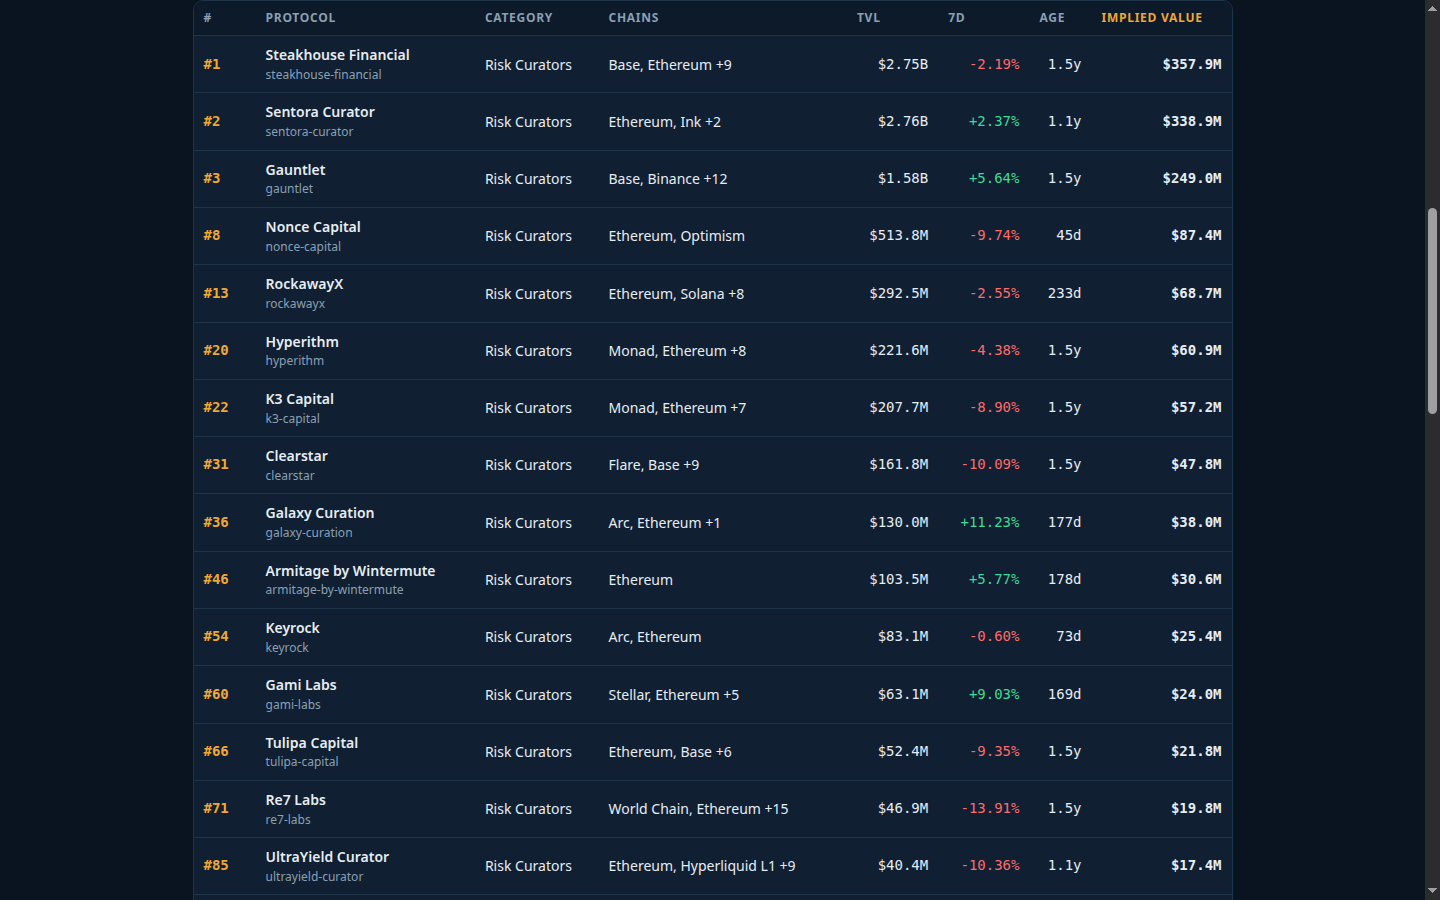 # PROTOCOL CATEGORY CHAINS TVL 7D AGE IMPLIED VALUE
#1 Steakhouse Financial Risk Curators Base, Ethereum +9 $2.75B -2.19% 1.5y $357.9M
steakhouse-financial
#2 Sentora Curator Risk Curators Ethereum, Ink +2 $2.76B +2.37% 1.1y $338.9M
sentora-curator
#3 Gauntlet Risk Curators Base, Binance +12 $1.58B +5.64% 1.5y $249.0M
gauntlet
#8 Nonce Capital Risk Curators Ethereum, Optimism $513.8M -9.74% 45d $87.4M
nonce-capital
#13 RockawayX Risk Curators Ethereum, Solana +8 $292.5M -2.55% 233d $68.7M
rockawayx
#20 Hyperithm Risk Curators Monad, Ethereum +8 $221.6M -4.38% 1.5y $60.9M
hyperithm
#22 K3 Capital Risk Curators Monad, Ethereum +7 $207.7M -8.90% 1.5y $57.2M
k3-capital
#31 Clearstar Risk Curators Flare, Base +9 $161.8M -10.09% 1.5y $47.8M
clearstar
#36 Galaxy Curation Risk Curators Arc, Ethereum +1 $130.0M +11.23% 177d $38.0M
galaxy-curation
#46 Armitage by Wintermute Risk Curators Ethereum $103.5M +5.77% 178d $30.6M
armitage-by-wintermute
#54 Keyrock Risk Curators Arc, Ethereum $83.1M -0.60% 73d $25.4M
keyrock
#60 Gami Labs Risk Curators Stellar, Ethereum +5 $63.1M +9.03% 169d $24.0M
gami-labs
#66 Tulipa Capital Risk Curators Ethereum, Base +6 $52.4M -9.35% 1.5y $21.8M
tulipa-capital
#71 Re7 Labs Risk Curators World Chain, Ethereum +15 $46.9M -13.91% 1.5y $19.8M
re7-labs
#85 UltraYield Curator Risk Curators Ethereum, Hyperliquid L1 +9 $40.4M -10.36% 1.1y $17.4M
ultrayield-curator